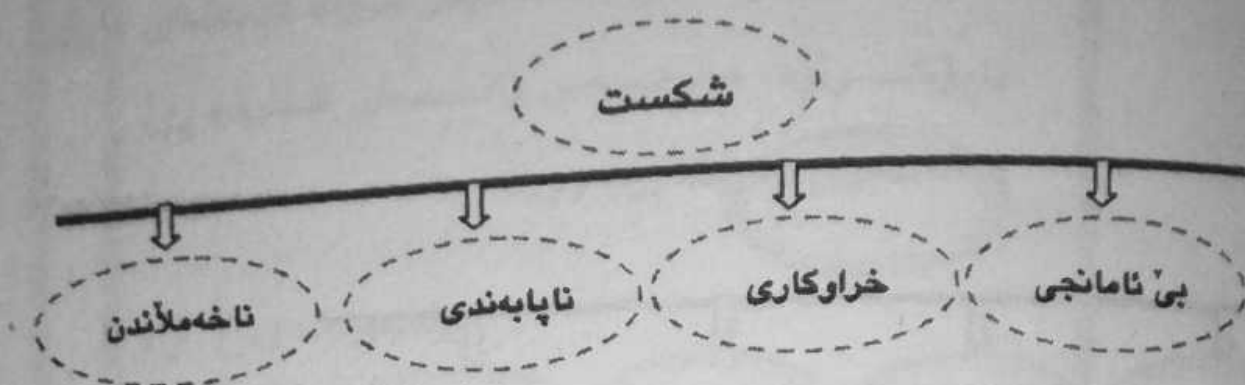 شکست
بێ ئامانجی
خراوکاری
ناپابەندی
ناخەملاندن